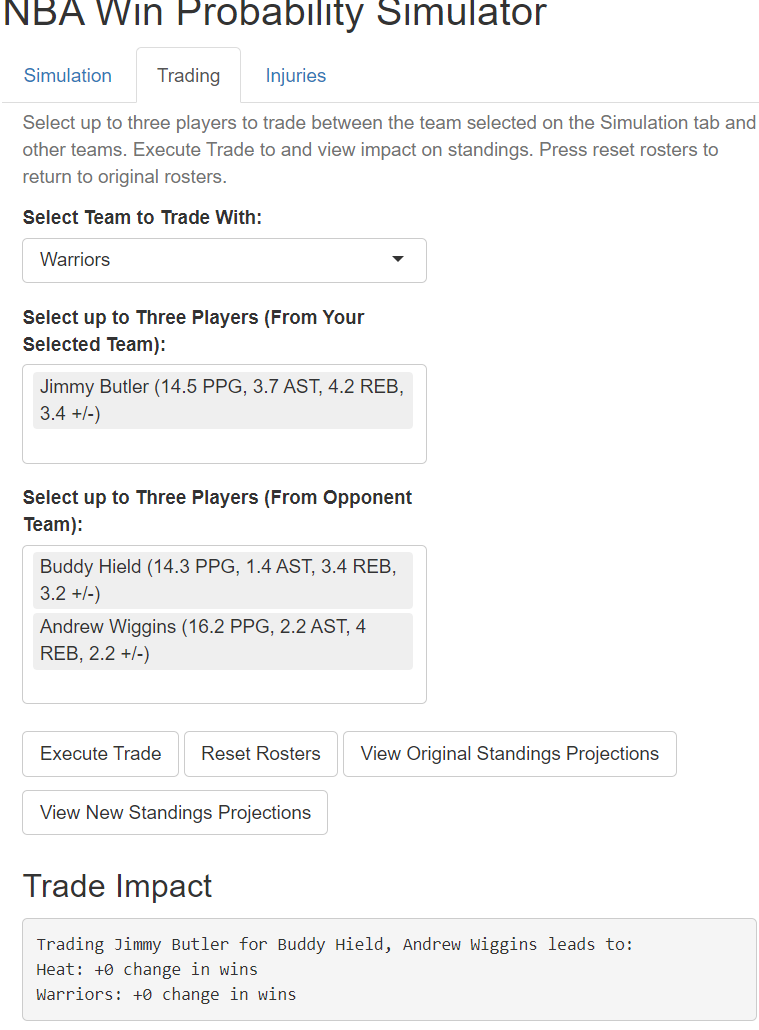 NBA Win Probability Simulator
Simulation Trading Injuries
Select up to three players to trade between the team selected on the Simulation tab and
other teams. Execute Trade to and view impact on standings. Press reset rosters to
return to original rosters.
Select Team to Trade With:
Warriors
Select up to Three Players (From Your
Selected Team):
Jimmy Butler (14.5 PPG, 3.7 AST, 4.2 REB,
3.4 +/-)
Select up to Three Players (From Opponent
Team):
Buddy Hield (14.3 PPG, 1.4 AST, 3.4 REB,
3.2 +/-)
Andrew Wiggins (16.2 PPG, 2.2 AST, 4
REB, 2.2 +/-)
Execute Trade Reset Rosters View Original Standings Projections
View New Standings Projections
Trade Impact
Trading Jimmy Butler for Buddy Hield, Andrew Wiggins leads to:
Heat: +0 change in wins
Warriors: +0 change in wins